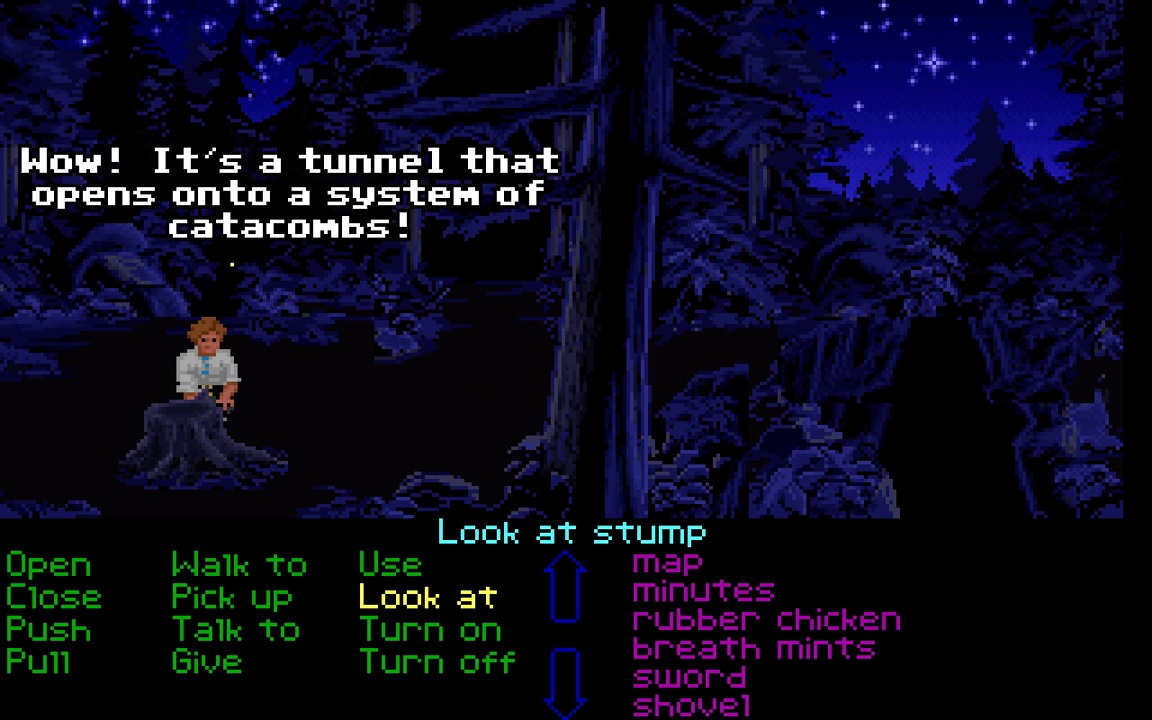 Wow! It's a tunnel that
opens onto a system of
catacombs!
Look at stump
Open Walk to Use
Close Pick up Look at
Push Talk to Turn on
Pull Give Turn off
map
minutes
rubber chicken
breath mints
sword
shovel